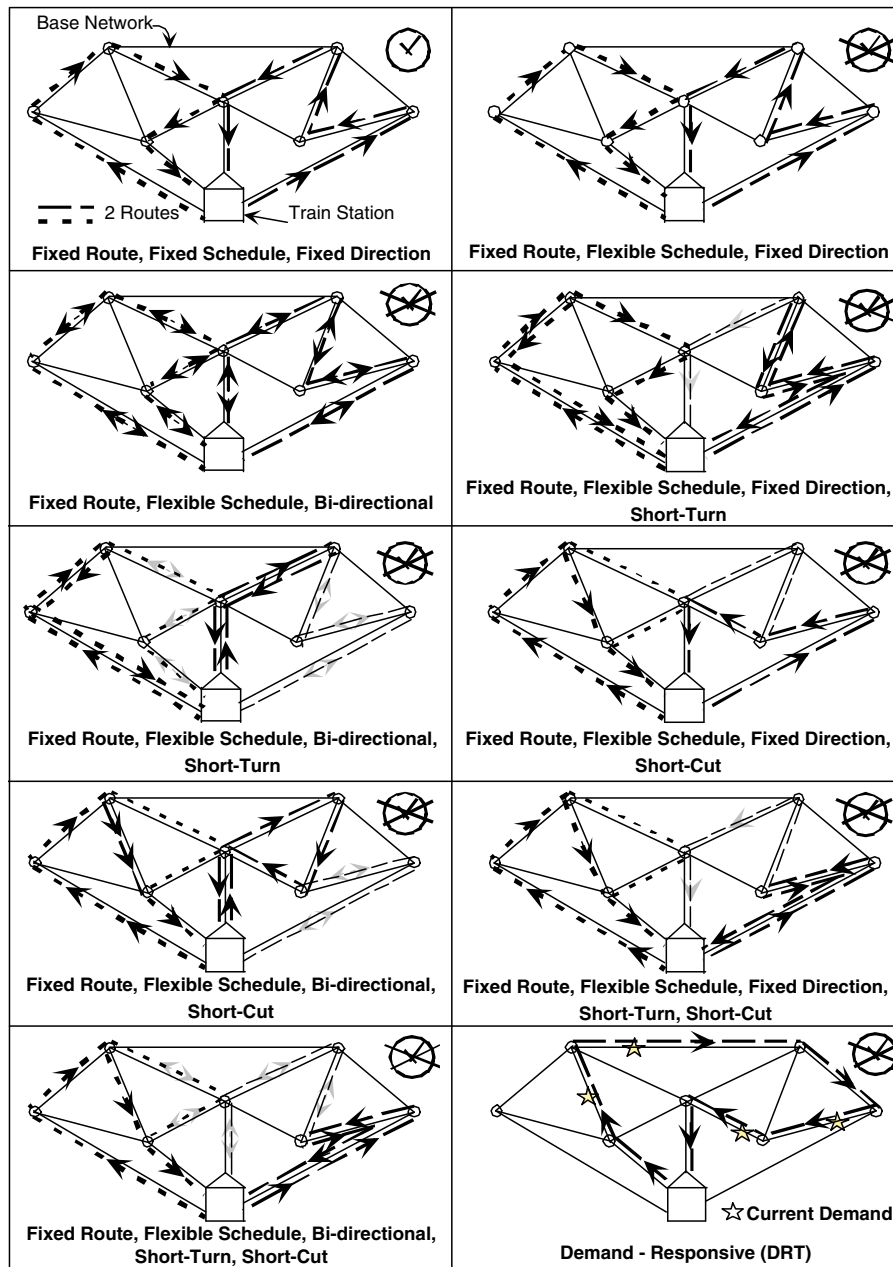 Base Network
2 Routes
Train Station
Fixed Route, Fixed Schedule, Fixed Direction
Fixed Route, Flexible Schedule, Fixed Direction
Fixed Route, Flexible Schedule, Bi-directional
Fixed Route, Flexible Schedule, Fixed Direction,
Short-Turn
Fixed Route, Flexible Schedule, Bi-directional,
Short-Turn
Fixed Route, Flexible Schedule, Fixed Direction,
Short-Cut
Fixed Route, Flexible Schedule, Bi-directional,
Short-Cut
Fixed Route, Flexible Schedule, Fixed Direction,
Short-Turn, Short-Cut
Fixed Route, Flexible Schedule, Bi-directional,
Short-Turn, Short-Cut
Current Demand
Demand - Responsive (DRT)